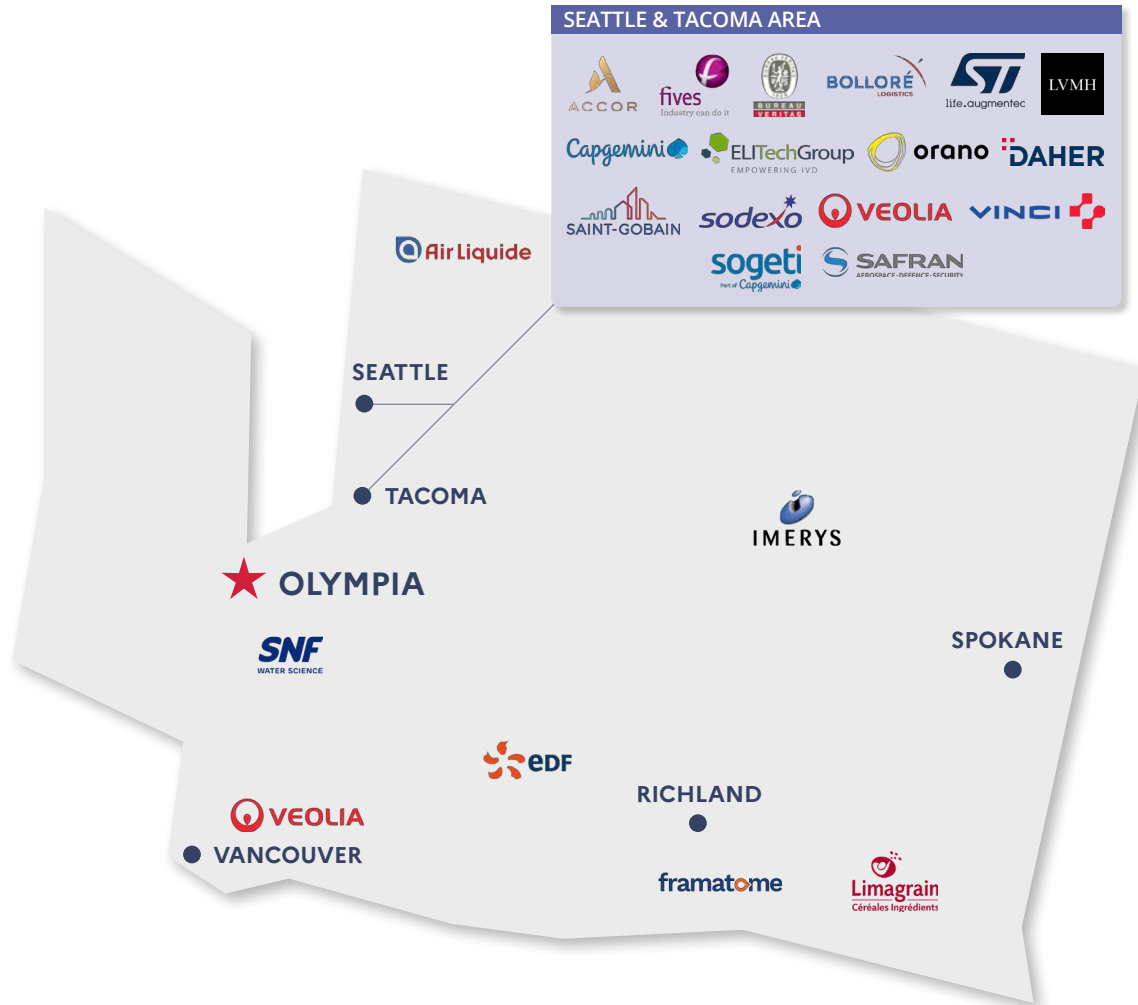 SEATTLE & TACOMA AREA
ACCOR
fives
Industry can do it
BUREAU
VERITAS
BOLLORÉ
LOGISTICS
life.augmentec
LVMH
Capgemini
ELITechGroup
EMPOWERING IVD
orano
DAHER
SAINT-GOBAIN
sodexo
VEOLIA
VINCI
sogeti
Part of Capgemini
SAFRAN
AEROSPACE·DEFENCE·SECURITY
Air Liquide
SEATTLE
TACOMA
IMERYS
OLYMPIA
SNF
WATER SCIENCE
SPOKANE
eDF
RICHLAND
VEOLIA
VANCOUVER
framatome
Limagrain
Céréales Ingrédients